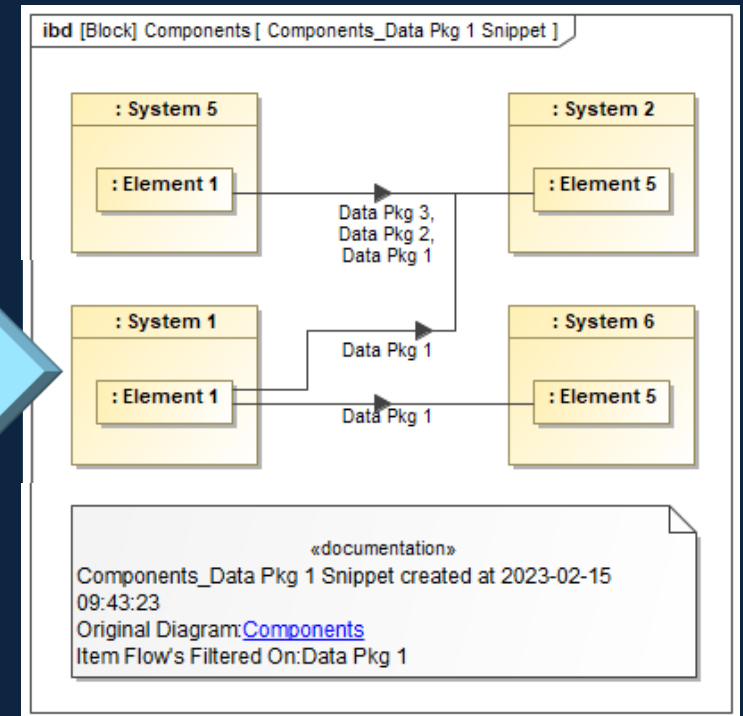 ibd [Block] Components [ Components_Data Pkg 1 Snippet ]
: System 5
: System 2
: Element 1
: Element 5
Data Pkg 3,
Data Pkg 2,
Data Pkg 1
: System 1
: System 6
Data Pkg 1
: Element 1
: Element 5
Data Pkg 1
«documentation»
Components_Data Pkg 1 Snippet created at 2023-02-15
09:43:23
Original Diagram:Components
Item Flow's Filtered On:Data Pkg 1